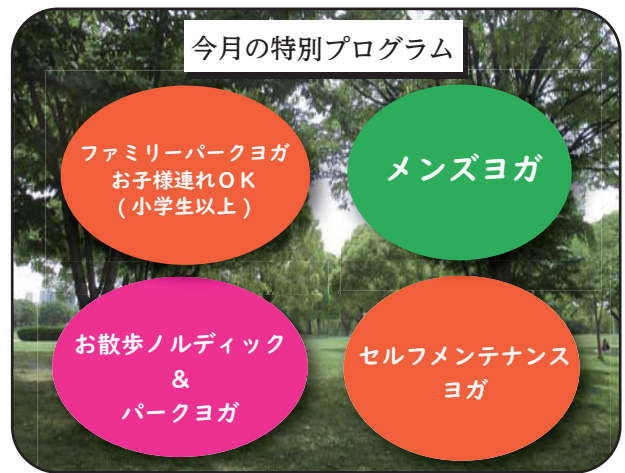 今月の特別プログラム
ファミリーパークヨガ
お子様連れOK
(小学生以上)
メンズヨガ
お散歩ノルディック
&
パークヨガ
セルフメンテナンス
ヨガ